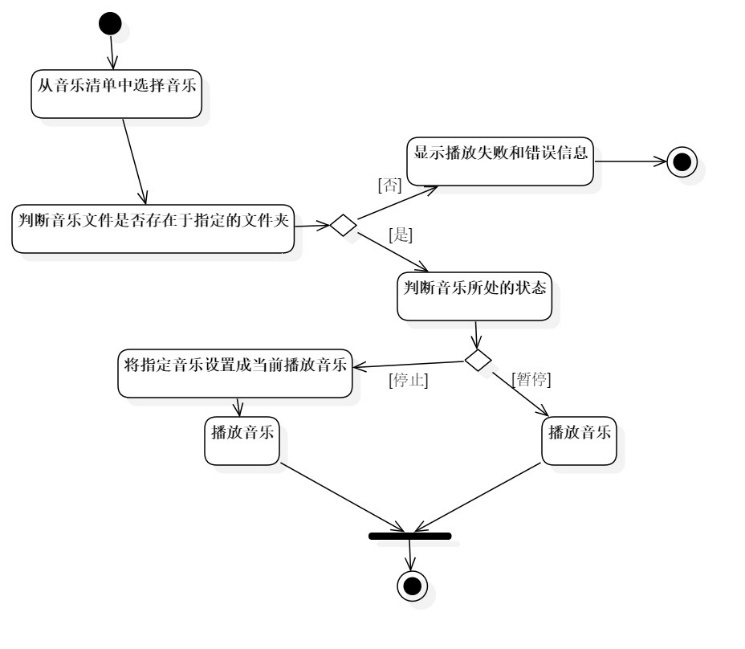 从音乐清单中选择音乐
显示播放失败和错误信息
[否]
判断音乐文件是否存在于指定的文件夹
[是]
判断音乐所处的状态
将指定音乐设置成当前播放音乐
[停止]
[暂停]
播放音乐
播放音乐